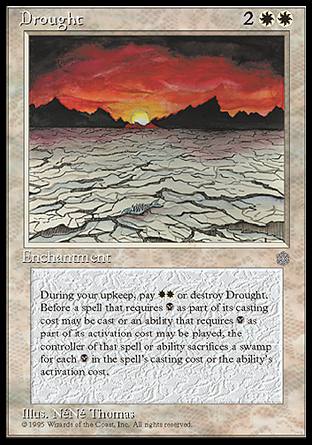 Drought 2
Enchantment
During your upkeep, pay or destroy Drought.
Before a spell that requires as part of its casting
cost may be cast or an ability that requires as
part of its activation cost may be played, the
controller of that spell or ability sacrifices a swamp
for each in the spell's casting cost or the ability's
activation cost.
Illus. NéNé Thomas
© 1995 Wizards of the Coast, Inc. All rights reserved.